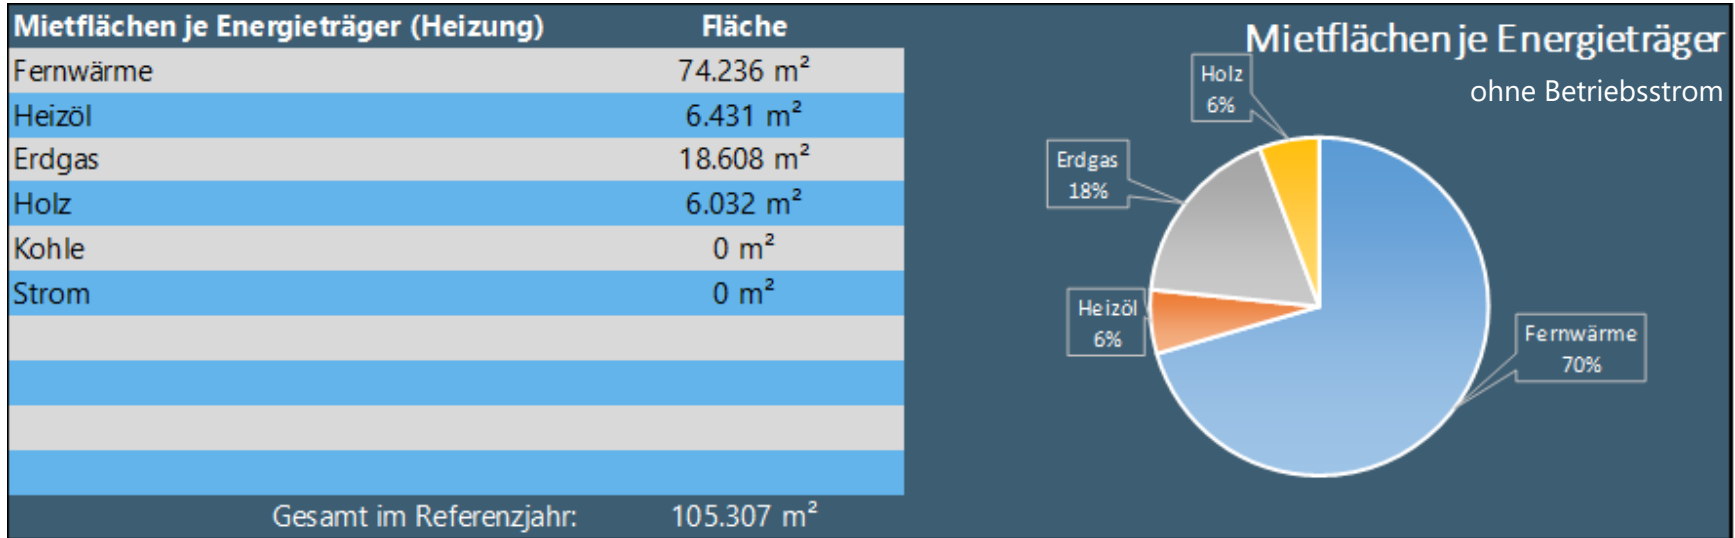 Mietflächen je Energieträger (Heizung) Fläche
Fernwärme 74.236 m²
Heizöl 6.431 m²
Erdgas 18.608 m²
Holz 6.032 m²
Kohle 0 m²
Strom 0 m²
Gesamt im Referenzjahr: 105.307 m²
Mietflächen je Energieträger
ohne Betriebsstrom
Holz
6%
Erdgas
18%
Heizöl
6%
Fernwärme
70%